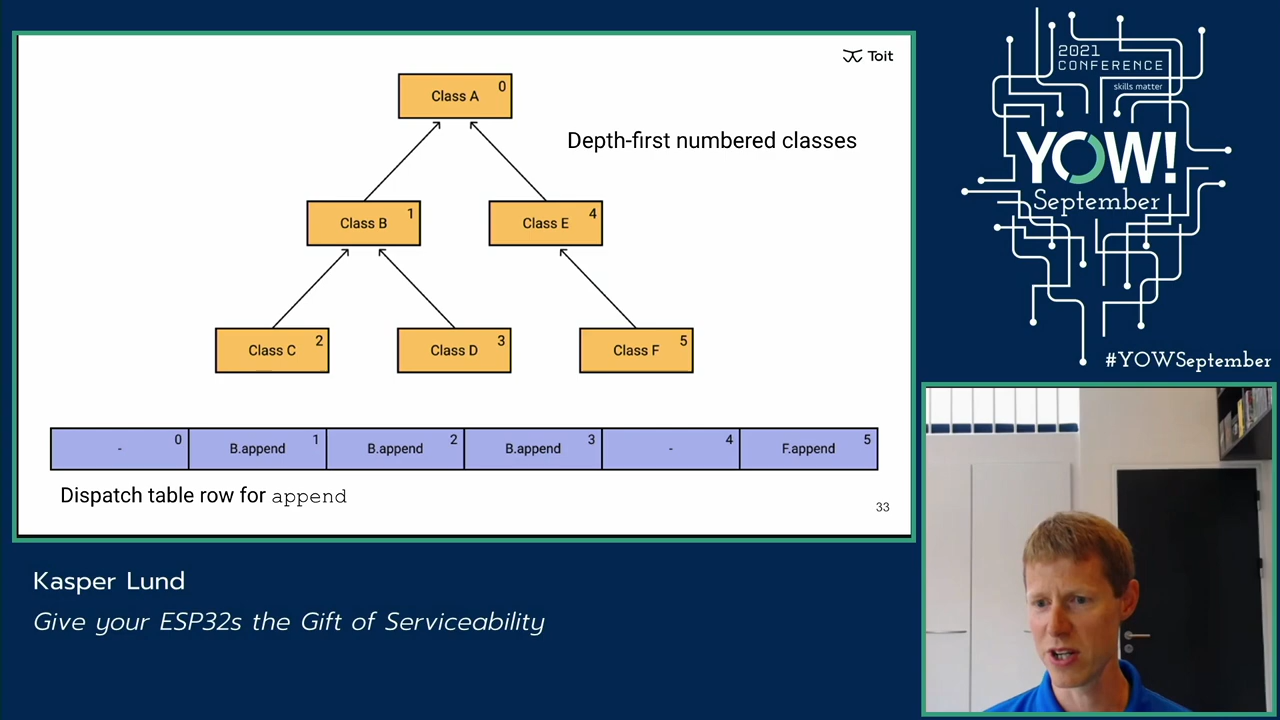 Toit
Class A 0
Depth-first numbered classes
Class B 1
Class E 4
Class C 2
Class D 3
Class F 5
- 0 B.append 1 B.append 2 B.append 3 - 4 F.append 5
Dispatch table row for append
33
2021
CONFERENCE
skills matter
YOW!
September
#YOWSeptember
Kasper Lund
Give your ESP32s the Gift of Serviceability